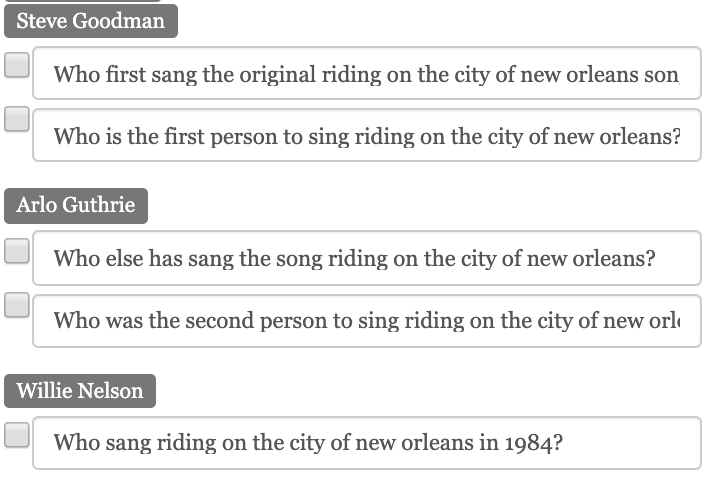 Steve Goodman
Who first sang the original riding on the city of new orleans son
Who is the first person to sing riding on the city of new orleans?
Arlo Guthrie
Who else has sang the song riding on the city of new orleans?
Who was the second person to sing riding on the city of new orl
Willie Nelson
Who sang riding on the city of new orleans in 1984?